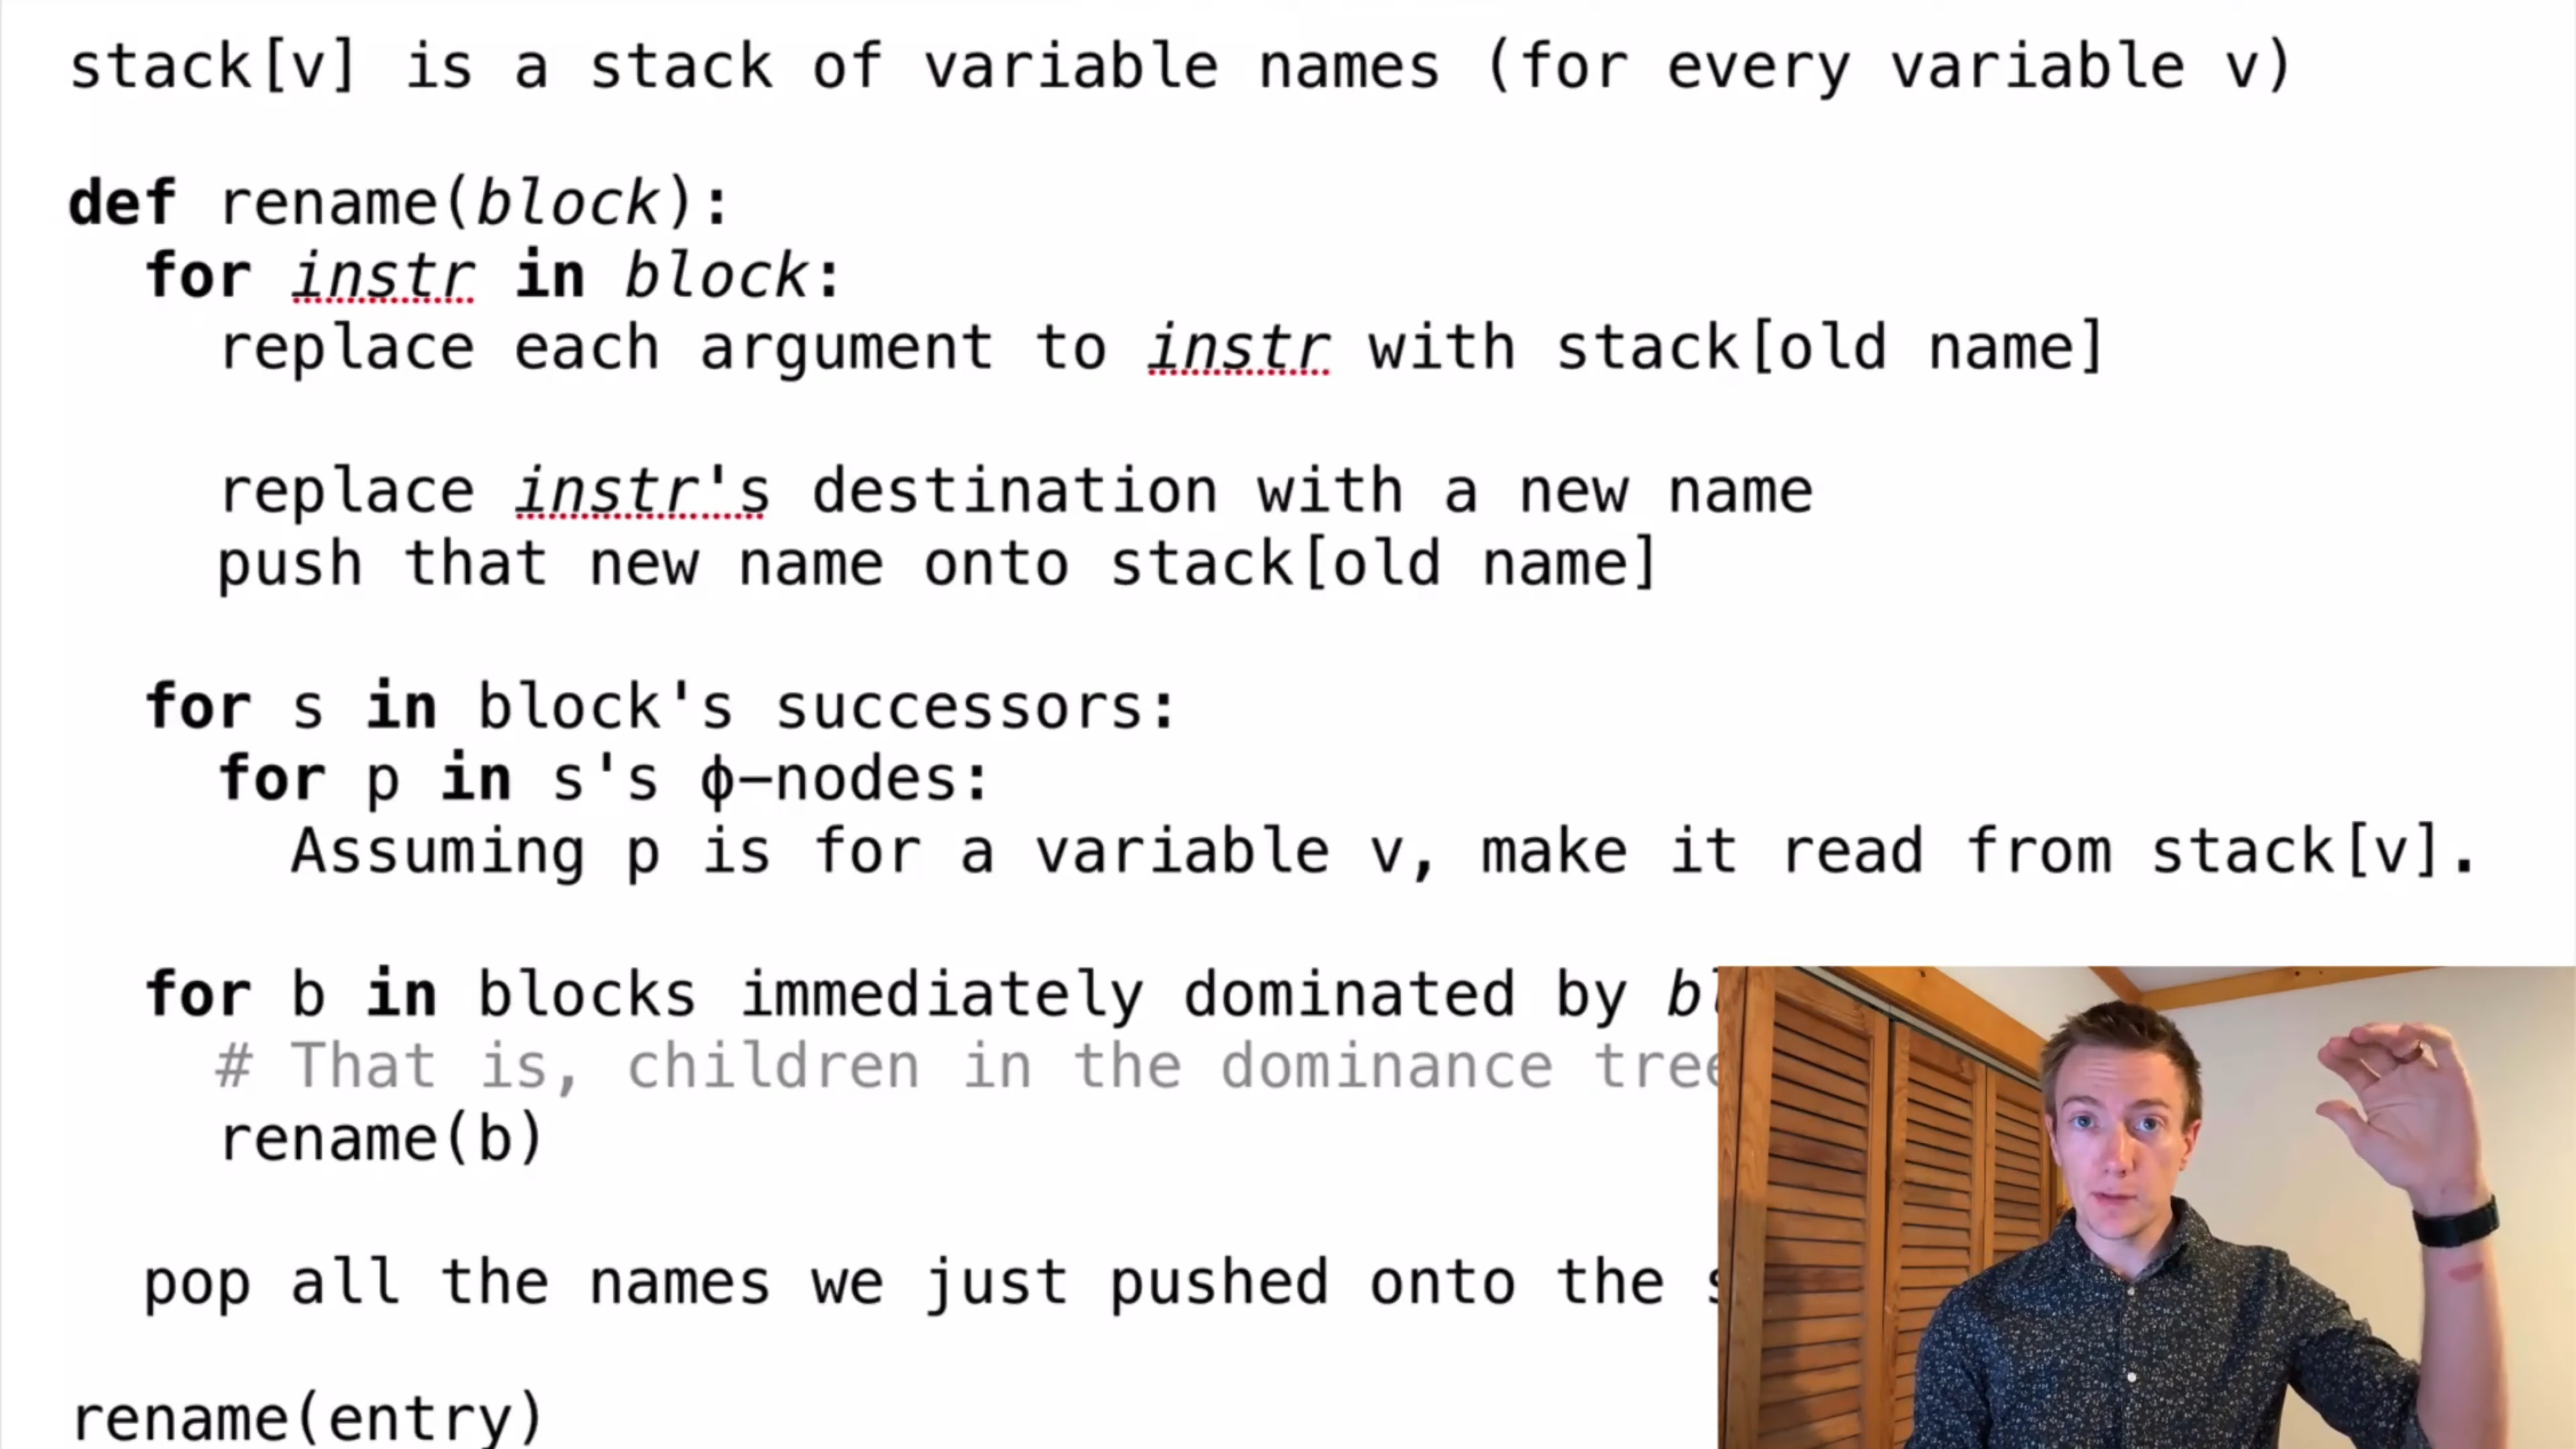 stack[v] is a stack of variable names (for every variable v)
def rename(block):
for instr in block:
replace each argument to instr with stack[old name]
replace instr's destination with a new name
push that new name onto stack[old name]
for s in block's successors:
for p in s's ϕ–nodes:
Assuming p is for a variable v, make it read from stack[v].
for b in blocks immediately dominated by
# That is, children in the dominance tree
rename(b)
pop all the names we just pushed onto the
rename(entry)